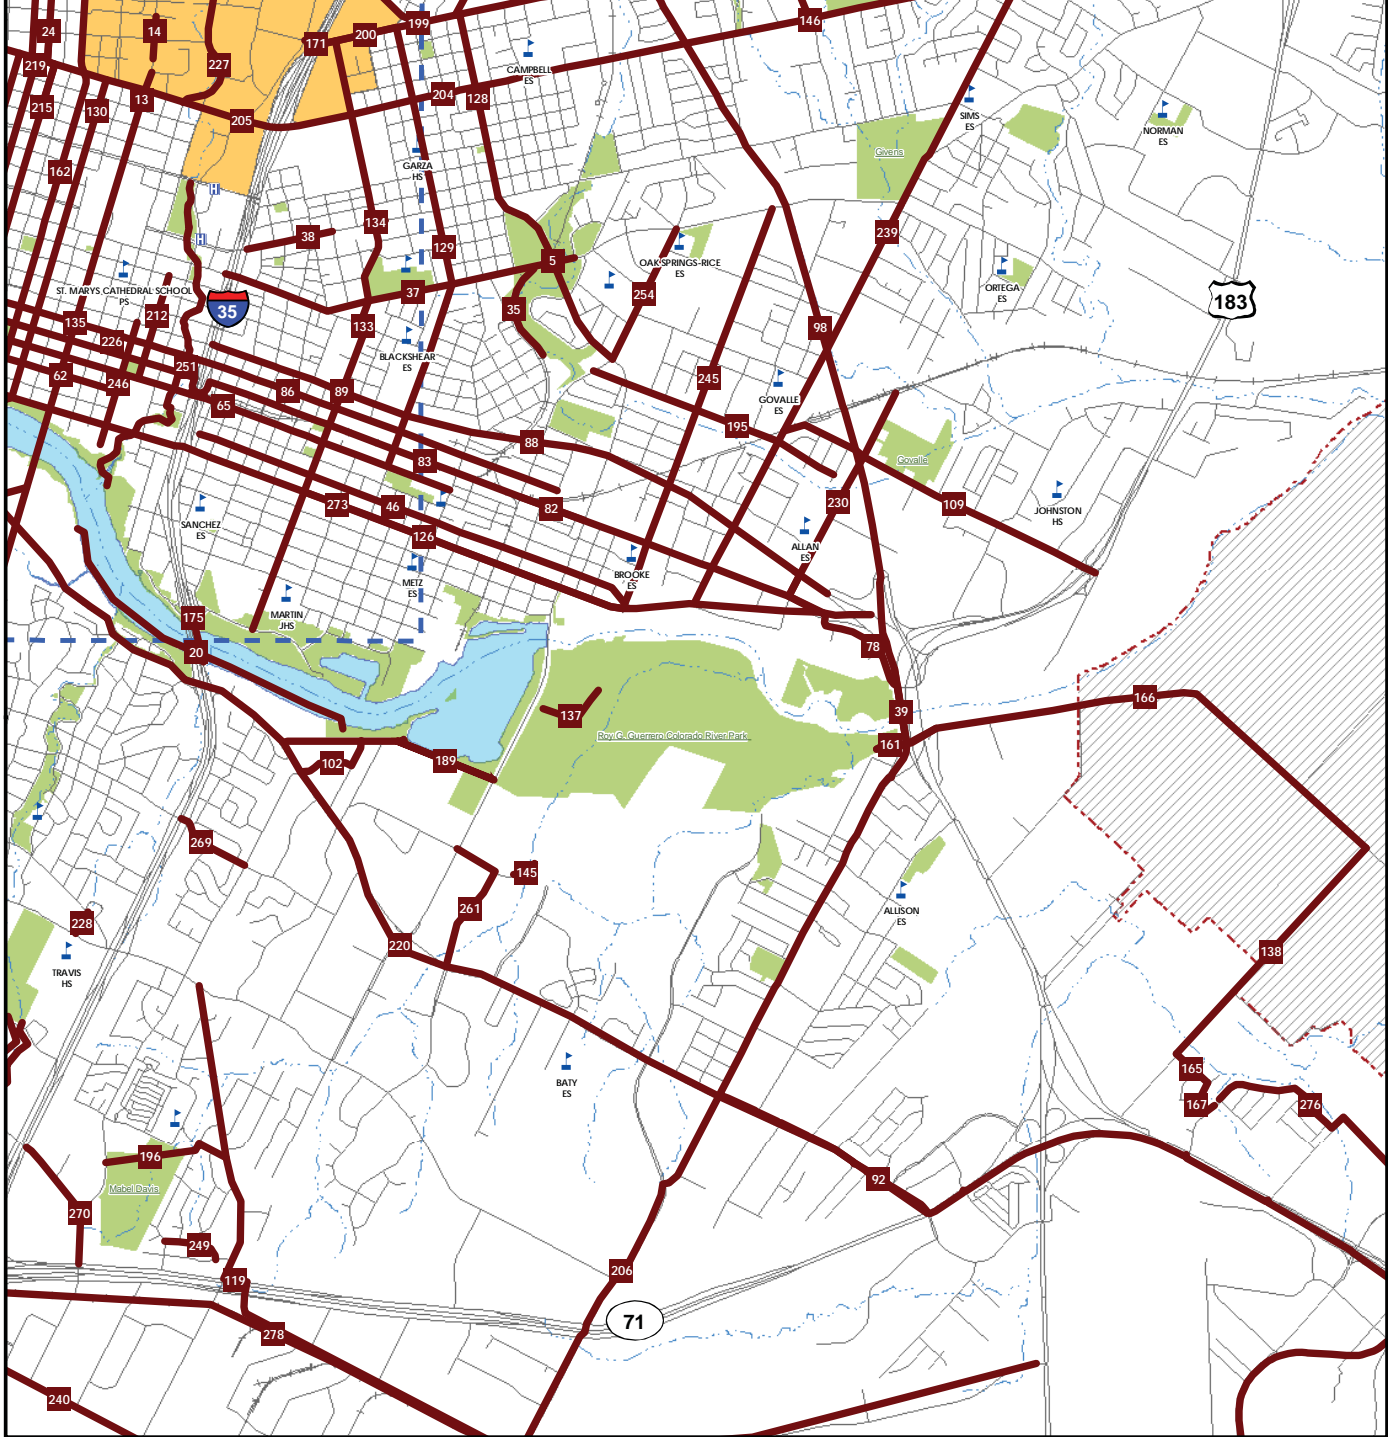 199
146
24
14
171
200
227
CAMPBELL
ES
219
13
204
128
SIMS
ES
215
130
205
NORMAN
ES
Givens
GARZA
HS
162
H
134
239
38
H
129
5
OAK SPRINGS-RICE
ES
ST. MARYS CATHEDRAL SCHOOL
PS
37
254
ORTEGA
ES
183
35
35
212
135
133
98
226
BLACKSHEAR
ES
251
62
246
86
89
245
GOVALLE
ES
65
195
88
83
Govalle
273
46
82
230
109
JOHNSTON
HS
SANCHEZ
ES
126
ALLAN
ES
BROOKE
ES
METZ
ES
MARTIN
JHS
175
20
78
166
137
39
Roy G. Guerrero Colorado River Park
161
102
189
269
145
261
ALLISON
ES
228
220
138
TRAVIS
HS
165
BATY
ES
167
276
196
92
Mabel Davis
270
249
206
119
71
278
240